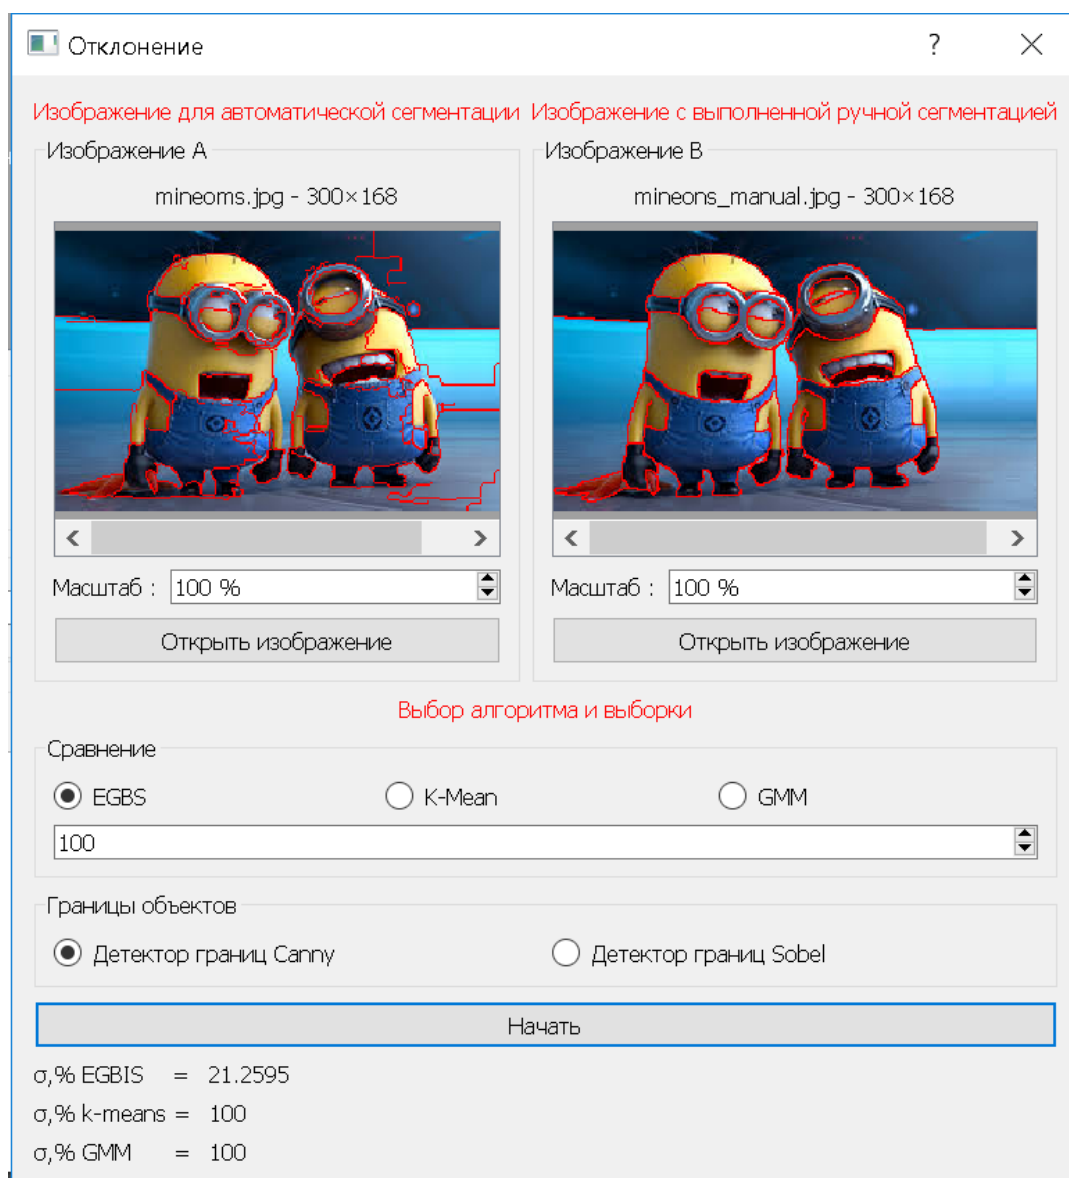 Отклонение ?
Изображение для автоматической сегментации Изображение с выполненной ручной сегментацией
Изображение A Изображение B
mineoms.jpg - 300×168 mineons_manual.jpg - 300×168
Масштаб : 100 % Масштаб : 100 %
Открыть изображение Открыть изображение
Выбор алгоритма и выборки
Сравнение
EGBS K-Mean GMM
100
Границы объектов
Детектор границ Canny Детектор границ Sobel
Начать
σ,% EGBIS = 21.2595
σ,% k-means = 100
σ,% GMM = 100